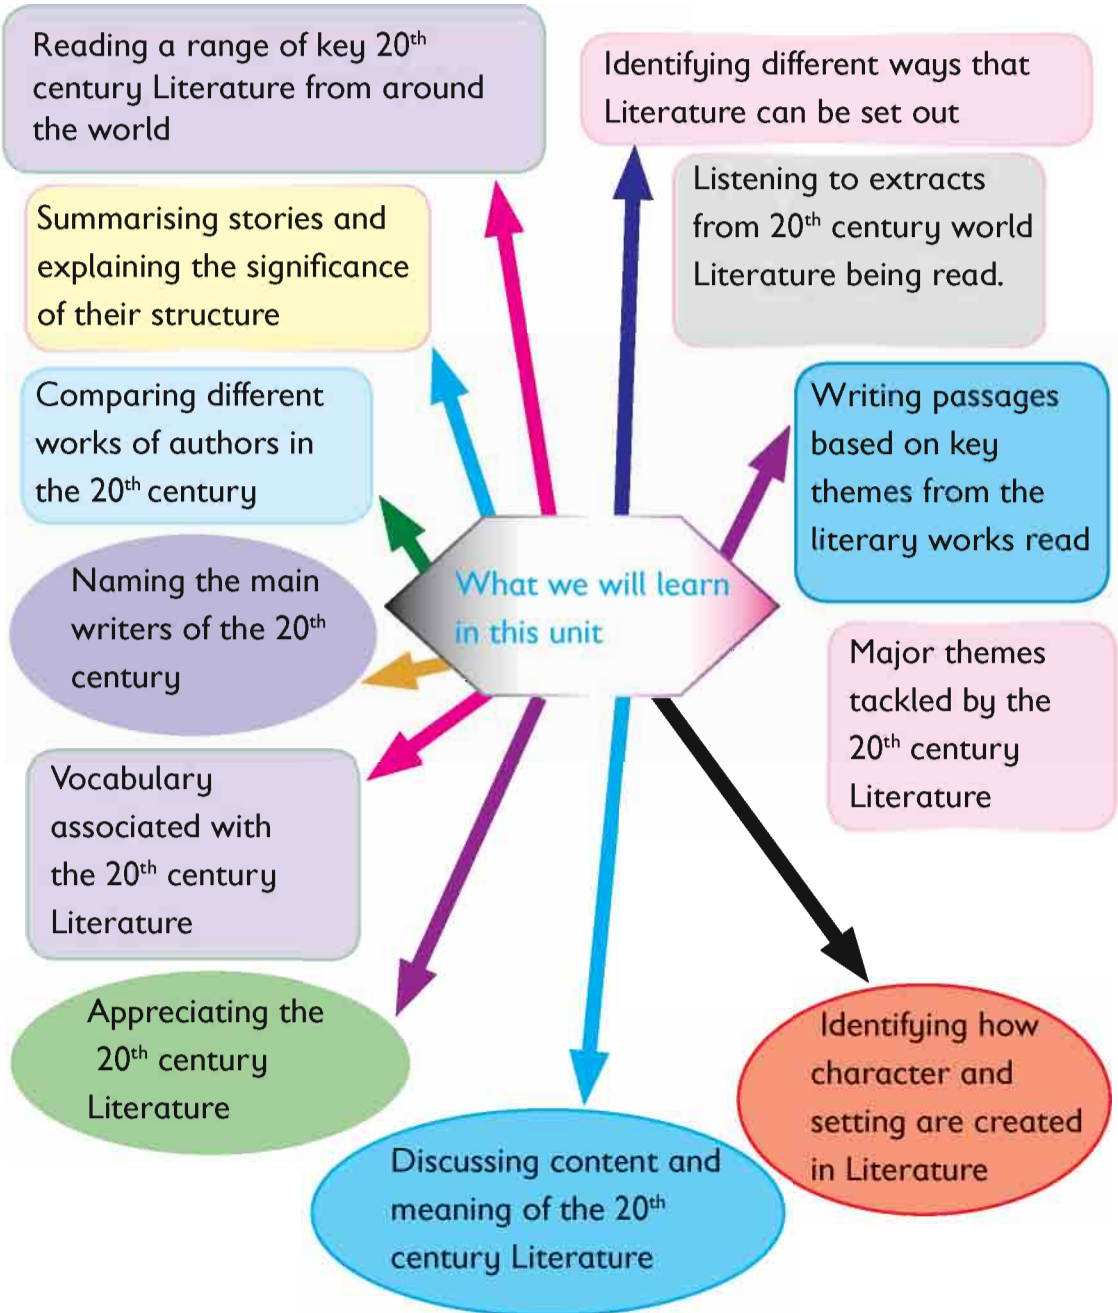 Reading a range of key 20th
century Literature from around
the world
Identifying different ways that
Literature can be set out
Summarising stories and
explaining the significance
of their structure
Listening to extracts
from 20th century world
Literature being read.
Comparing different
works of authors in
the 20th century
Writing passages
based on key
themes from the
literary works read
What we will learn
in this unit
Naming the main
writers of the 20th
century
Major themes
tackled by the
20th century
Literature
Vocabulary
associated with
the 20th century
Literature
Appreciating the
20th century
Literature
Identifying how
character and
setting are created
in Literature
Discussing content and
meaning of the 20th
century Literature